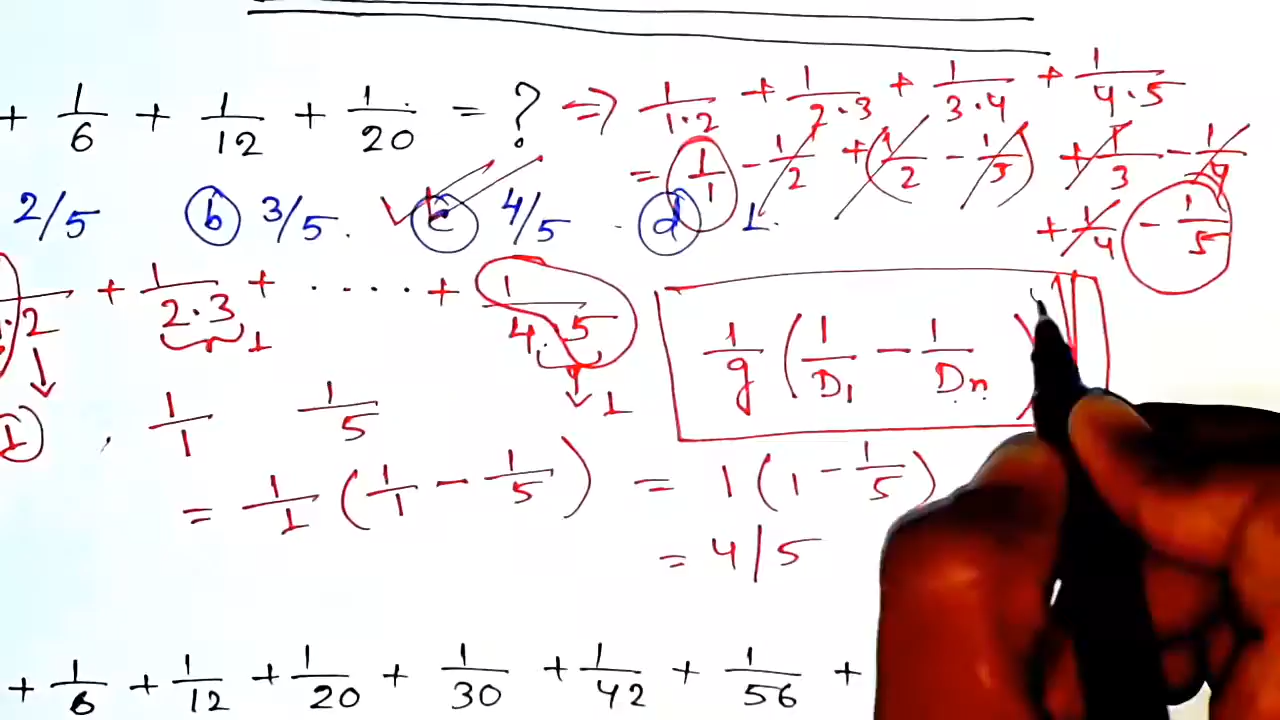 + 1/6 + 1/12 + 1/20 = ? ⇒ 1/1·2 + 1/2·3 + 1/3·4 + 1/4·5
= 1/1 - 1/2 + (1/2 - 1/3) + 1/3 - 1/4
+ 1/4 - 1/5
2/5 (b) 3/5. (c) 4/5 (d) 1.
2 + 1/2·3 + ..... + 1/4.5
1 1
1 , 1/1 1/5
1/g (1/D1 - 1/Dn)
= 1/1 (1/1 - 1/5) = 1 (1 - 1/5)
= 4/5
+ 1/6 + 1/12 + 1/20 + 1/30 + 1/42 + 1/56 +